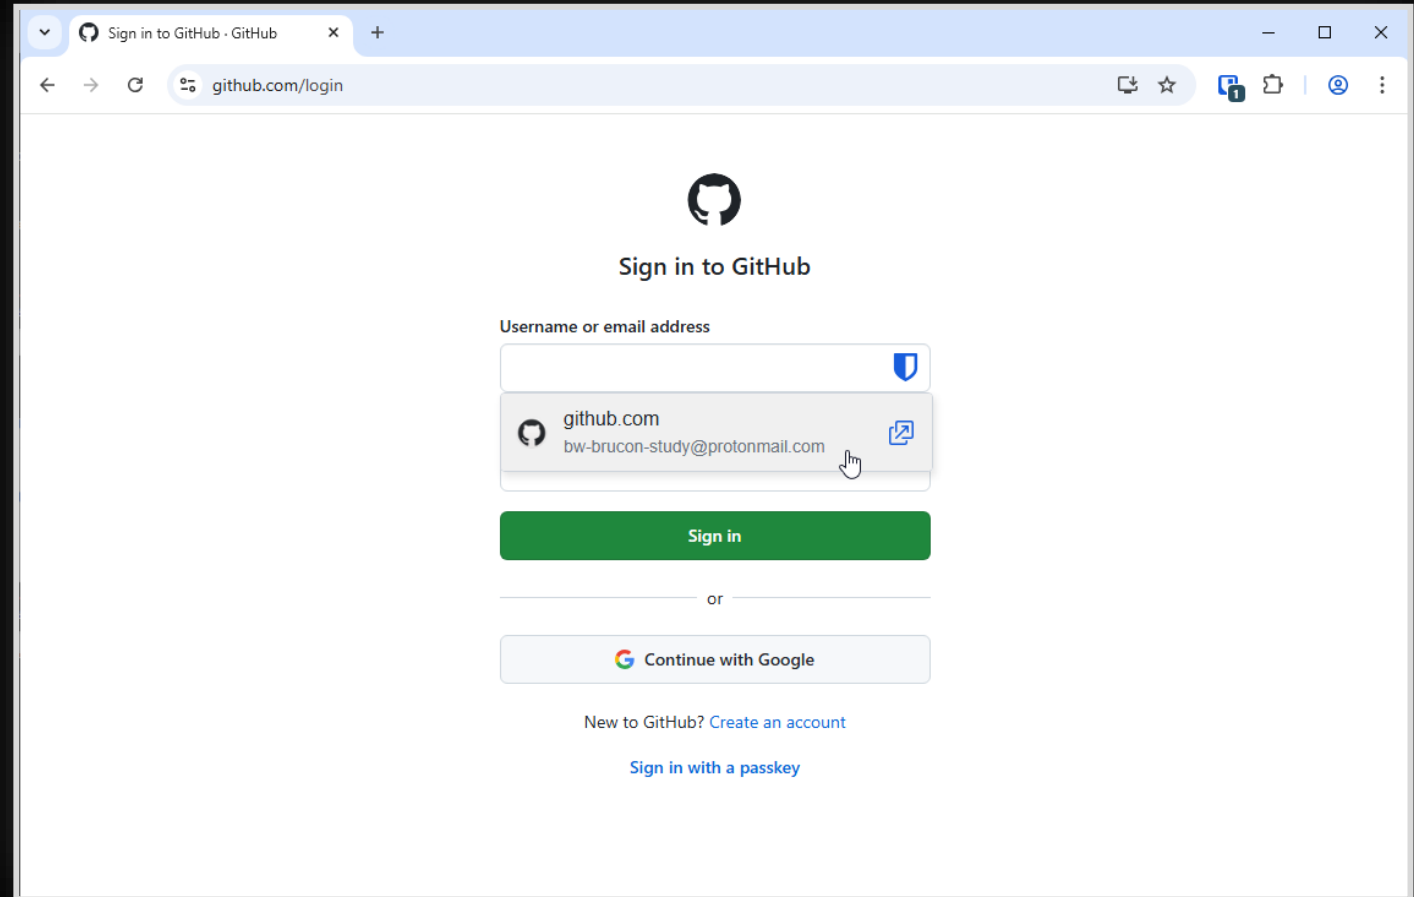 Sign in to GitHub · GitHub
github.com/login
1
Sign in to GitHub
Username or email address
github.com
bw-brucon-study@protonmail.com
Sign in
or
Continue with Google
New to GitHub? Create an account
Sign in with a passkey